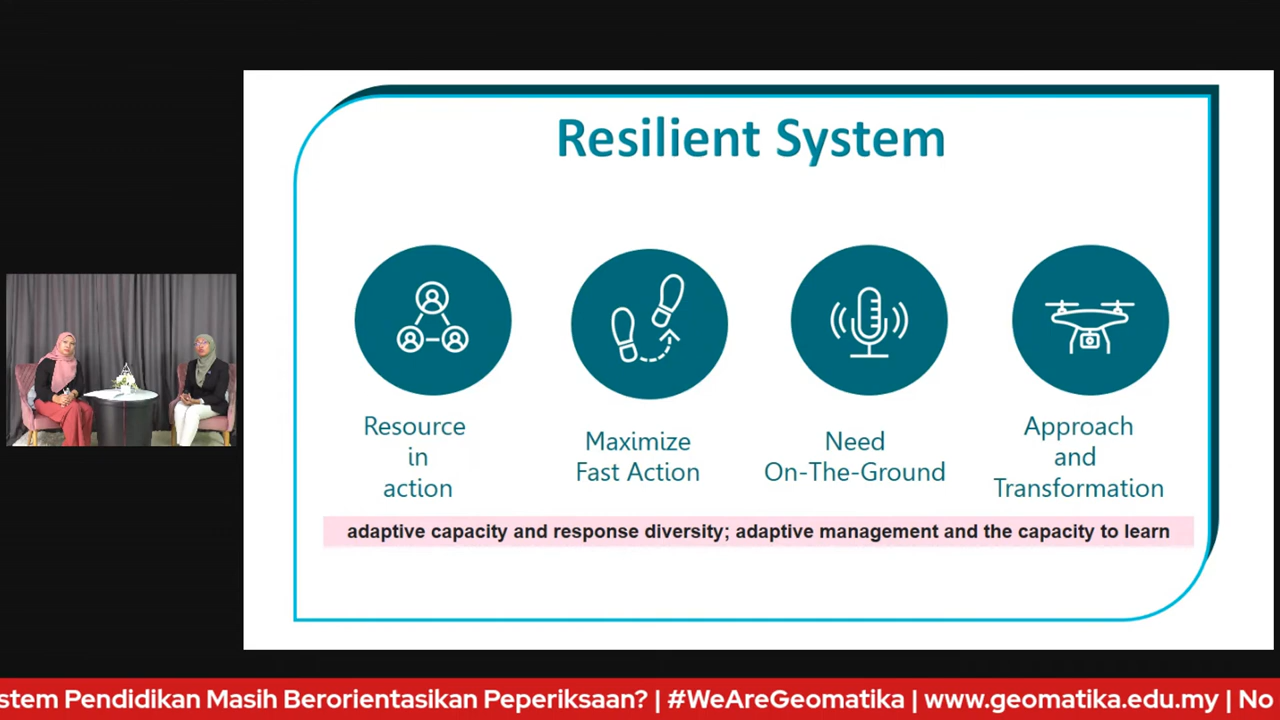 Resilient System
Resource
in
action
Maximize
Fast Action
Need
On-The-Ground
Approach
and
Transformation
adaptive capacity and response diversity; adaptive management and the capacity to learn
stem Pendidikan Masih Berorientasikan Peperiksaan? | #WeAreGeomatika | www.geomatika.edu.my | No